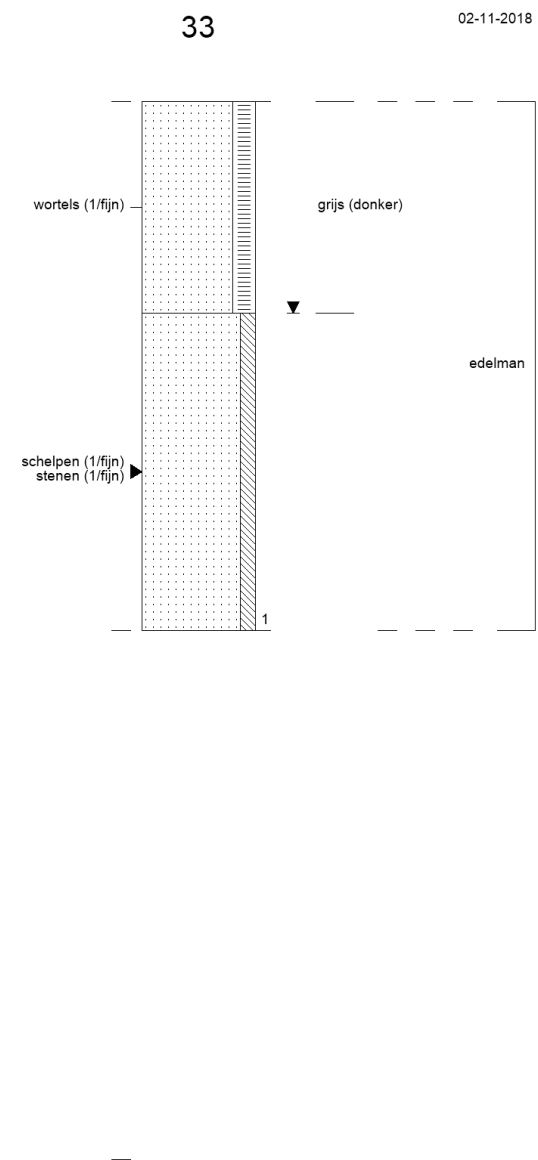 33
02-11-2018
wortels (1/fijn)
grijs (donker)
edelman
schelpen (1/fijn)
stenen (1/fijn)
1